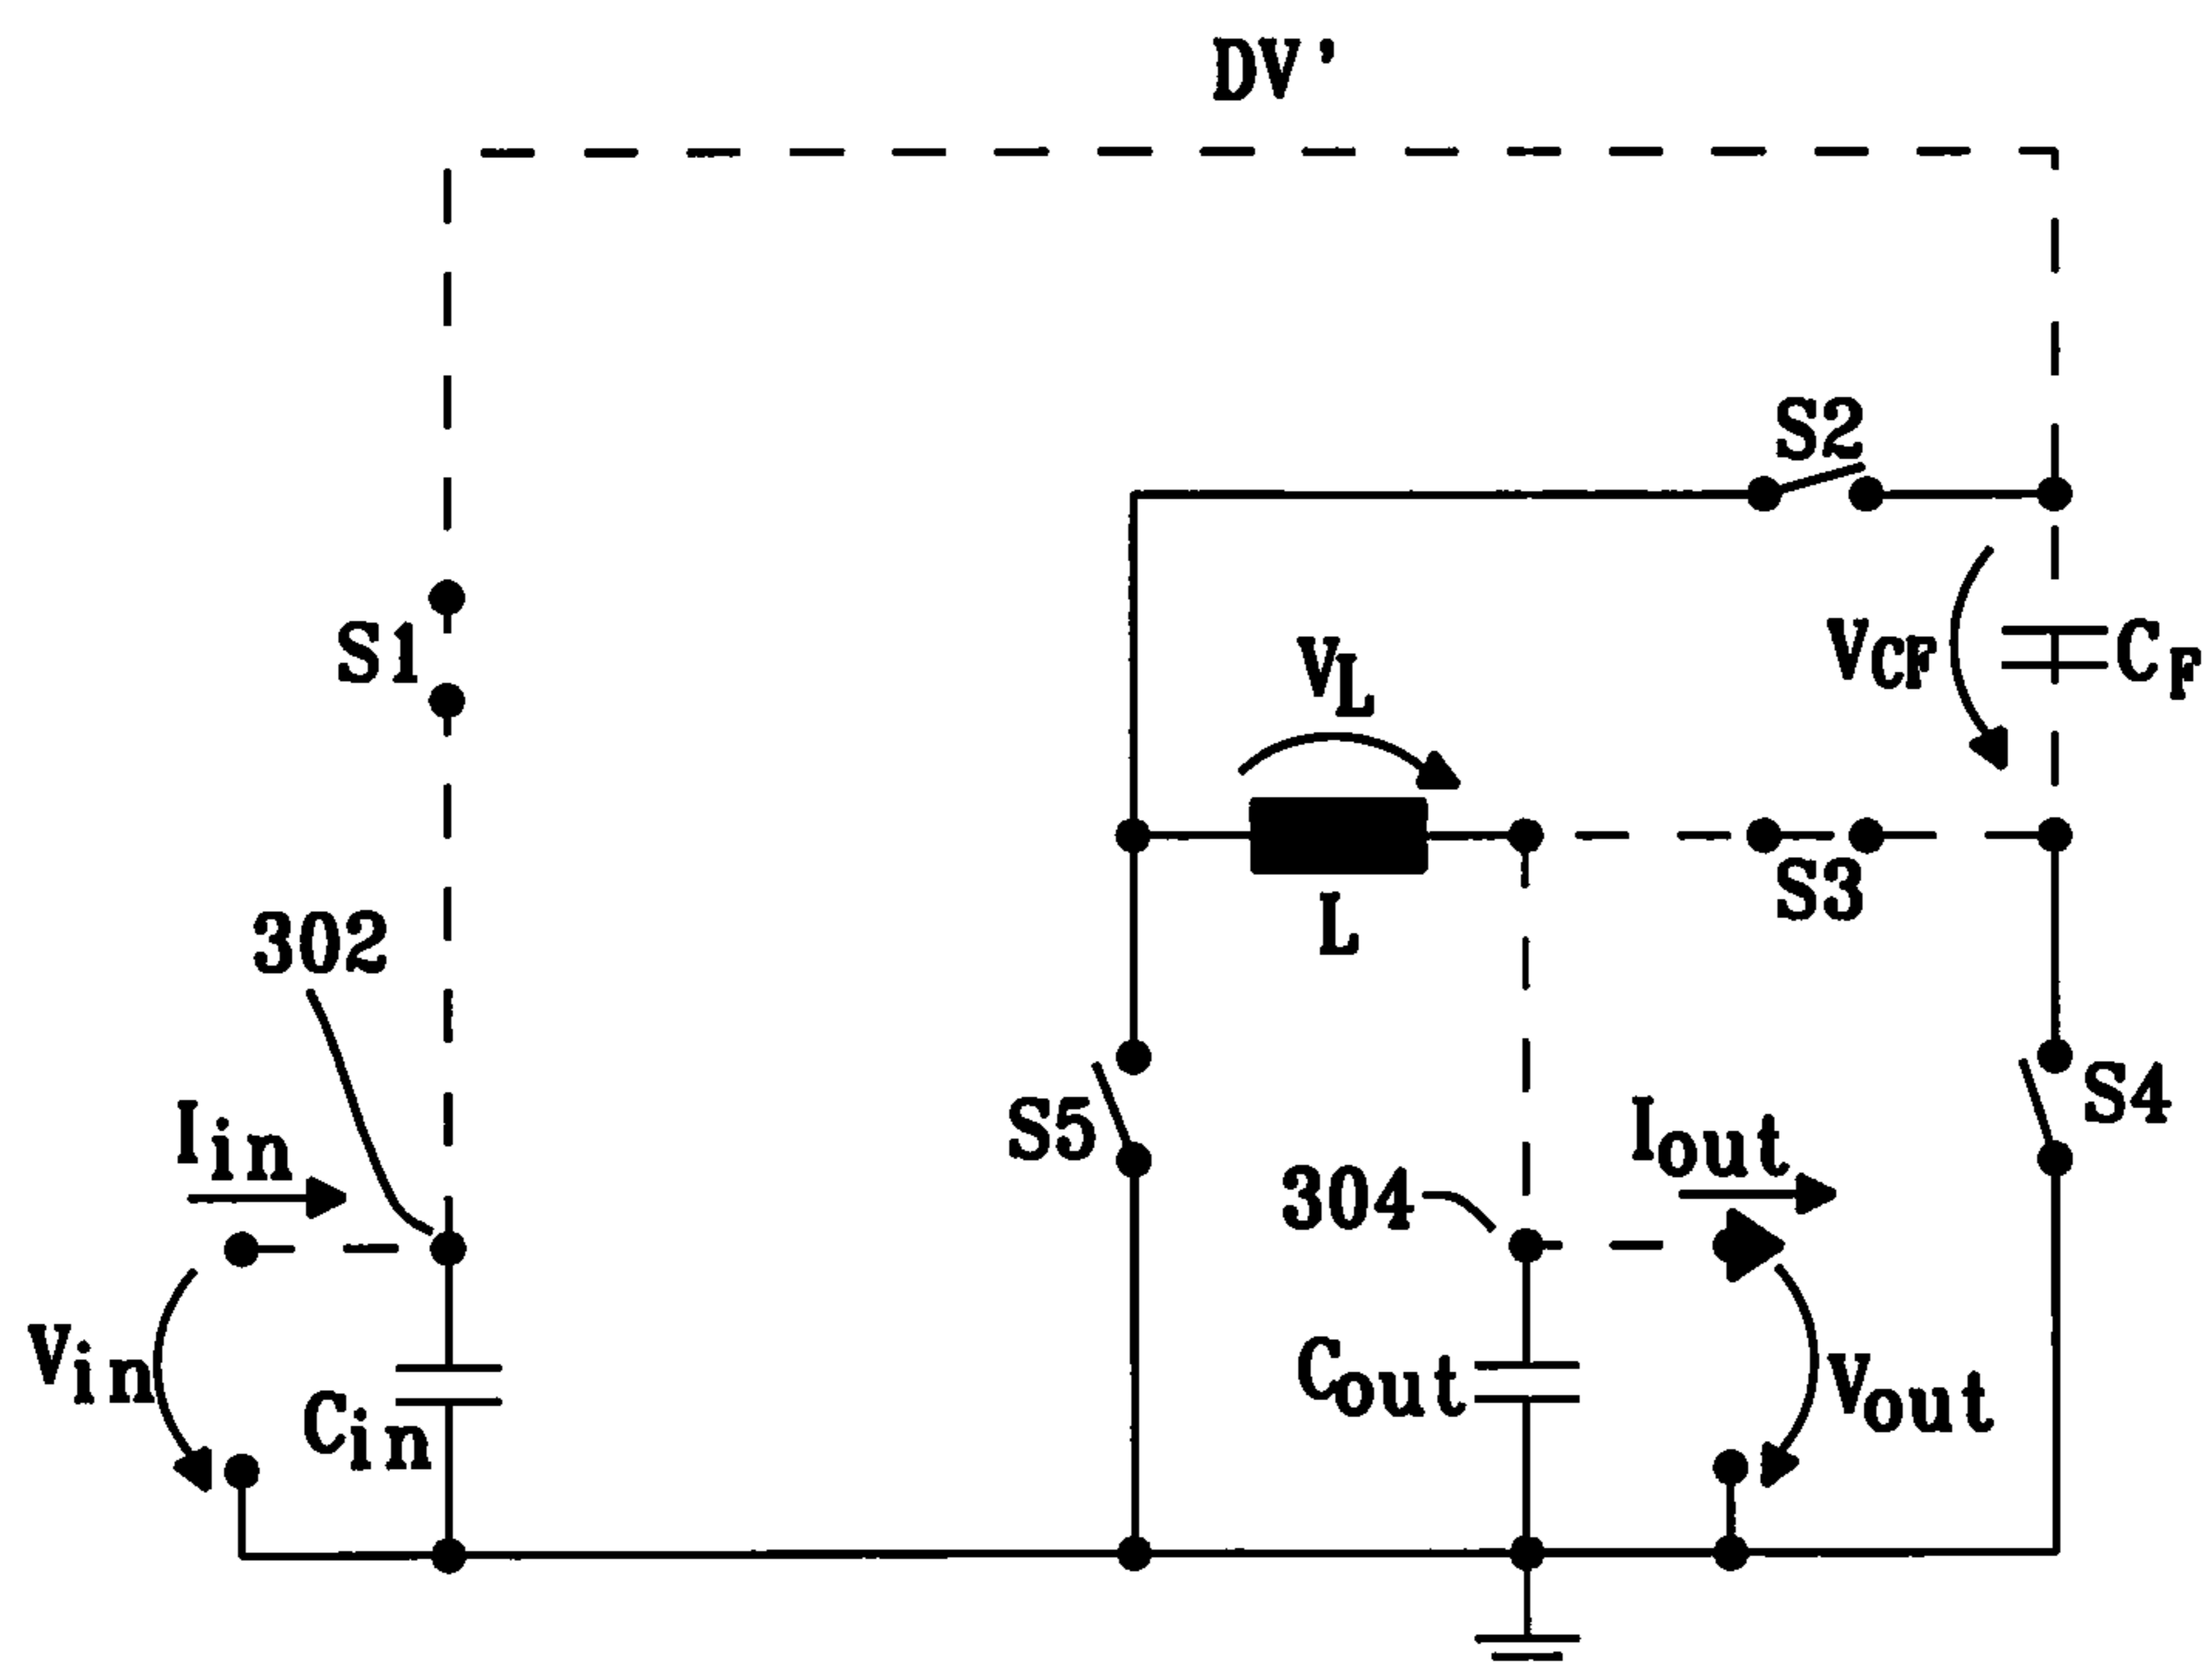 DV'
S2
S1
VCF
CF
VL
S3
L
302
Iin
S5
S4
Iout
304
Vin
Cin
Cout
Vout